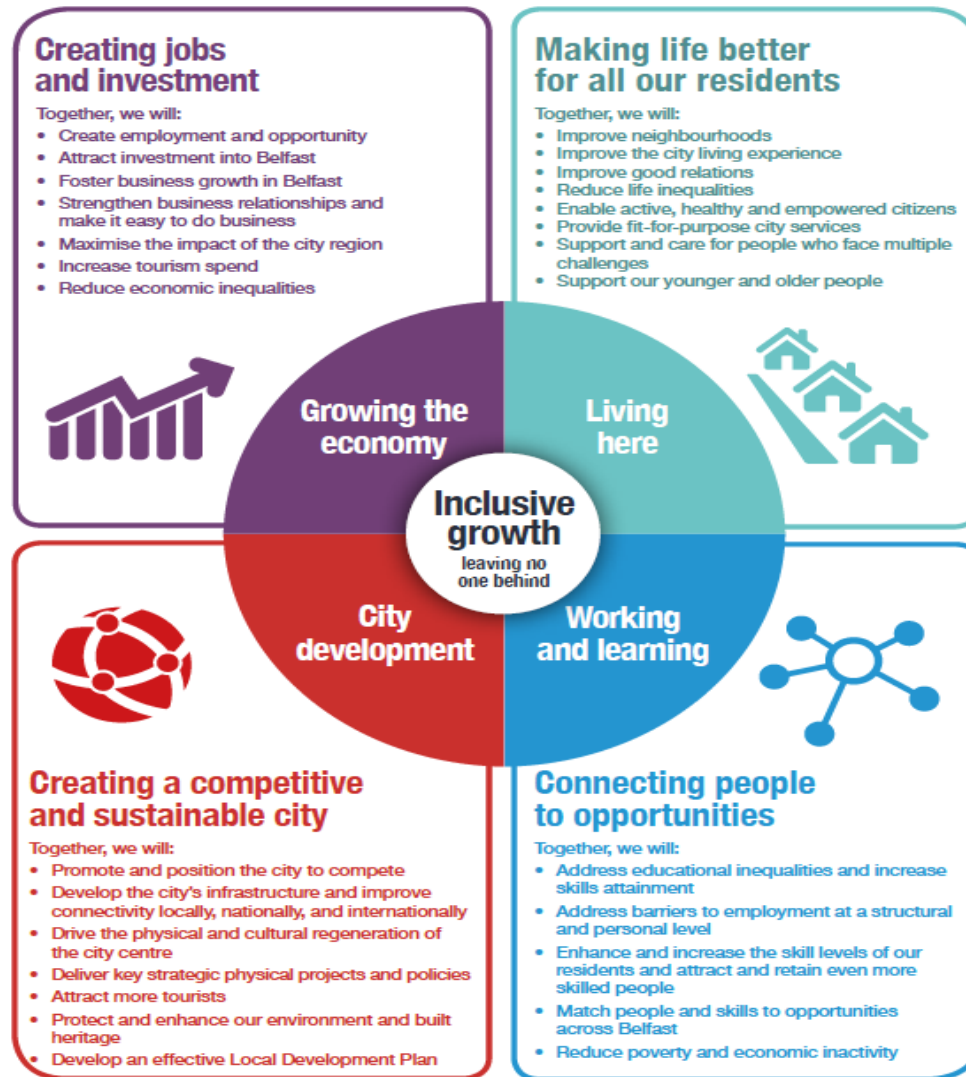 Creating jobs
and investment
Together, we will:
• Create employment and opportunity
• Attract investment into Belfast
• Foster business growth in Belfast
• Strengthen business relationships and
make it easy to do business
• Maximise the impact of the city region
• Increase tourism spend
• Reduce economic inequalities
Making life better
for all our residents
Together, we will:
• Improve neighbourhoods
• Improve the city living experience
• Improve good relations
• Reduce life inequalities
• Enable active, healthy and empowered citizens
• Provide fit-for-purpose city services
• Support and care for people who face multiple
challenges
• Support our younger and older people
Growing the
economy
Living
here
Inclusive
growth
leaving no
one behind
City
development
Working
and learning
Creating a competitive
and sustainable city
Together, we will:
• Promote and position the city to compete
• Develop the city's infrastructure and improve
connectivity locally, nationally, and internationally
• Drive the physical and cultural regeneration of
the city centre
• Deliver key strategic physical projects and policies
• Attract more tourists
• Protect and enhance our environment and built
heritage
• Develop an effective Local Development Plan
Connecting people
to opportunities
Together, we will:
• Address educational inequalities and increase
skills attainment
• Address barriers to employment at a structural
and personal level
• Enhance and increase the skill levels of our
residents and attract and retain even more
skilled people
• Match people and skills to opportunities
across Belfast
• Reduce poverty and economic inactivity